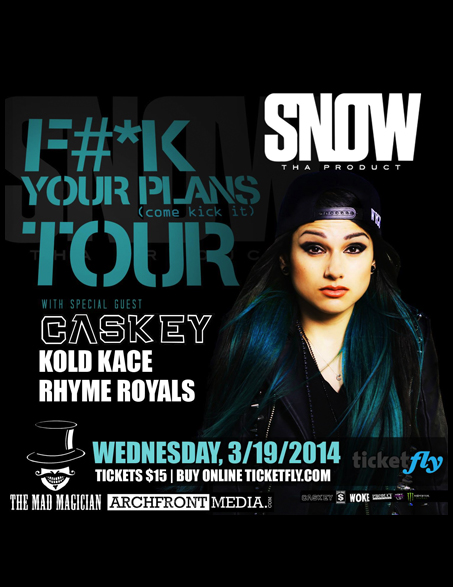 SNOW
THA PRODUCT
F#*K
YOUR PLANS
(come kick it)
TOUR
WITH SPECIAL GUEST
CASKEY
KOLD KACE
RHYME ROYALS
WEDNESDAY, 3/19/2014
ticketfly
TICKETS $15 | BUY ONLINE TICKETFLY.COM
THE MAD MAGICIAN
ARCHFRONT MEDIA.COM
CASKEY
WOKE